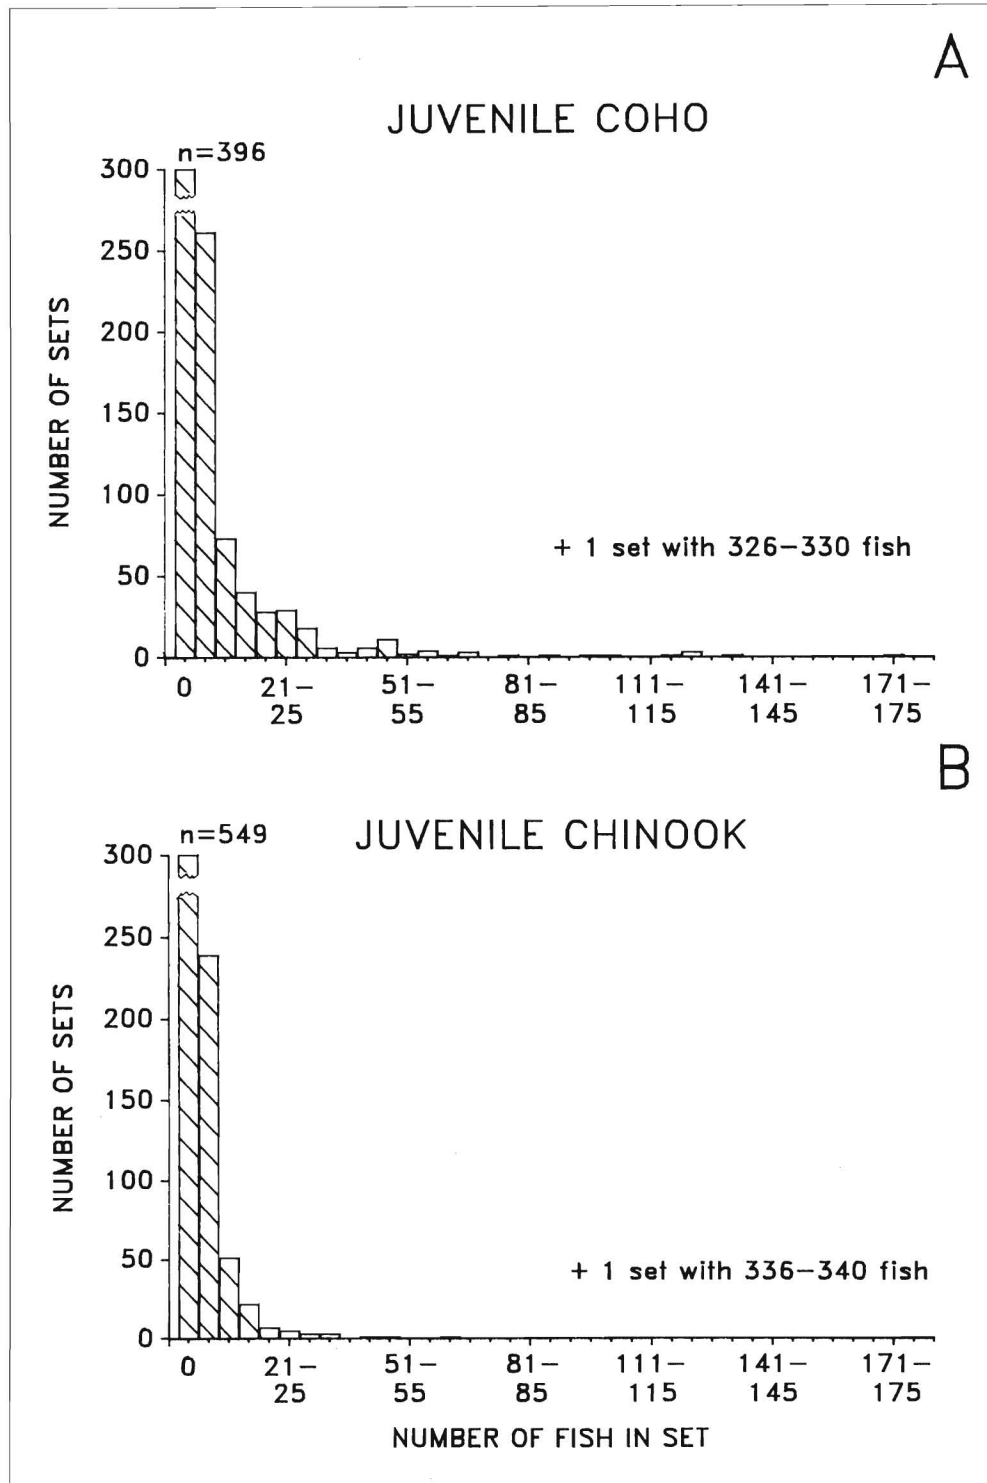 A
JUVENILE COHO
n=396
300
250
200
150
100
50
0
NUMBER OF SETS
+ 1 set with 326–330 fish
0 21– 51– 81– 111– 141– 171–
25 55 85 115 145 175
B
JUVENILE CHINOOK
n=549
300
250
200
150
100
50
0
NUMBER OF SETS
+ 1 set with 336–340 fish
0 21– 51– 81– 111– 141– 171–
25 55 85 115 145 175
NUMBER OF FISH IN SET